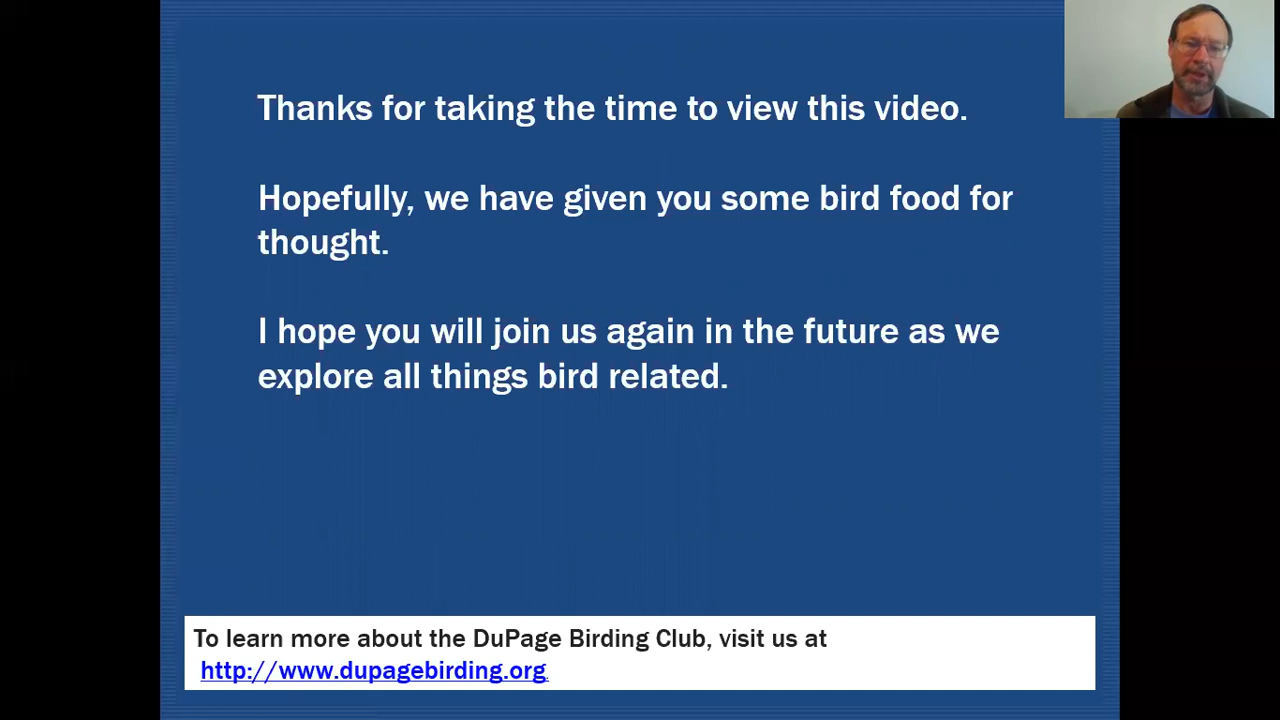 Thanks for taking the time to view this video.
Hopefully, we have given you some bird food for
thought.
I hope you will join us again in the future as we
explore all things bird related.
To learn more about the DuPage Birding Club, visit us at
http://www.dupagebirding.org